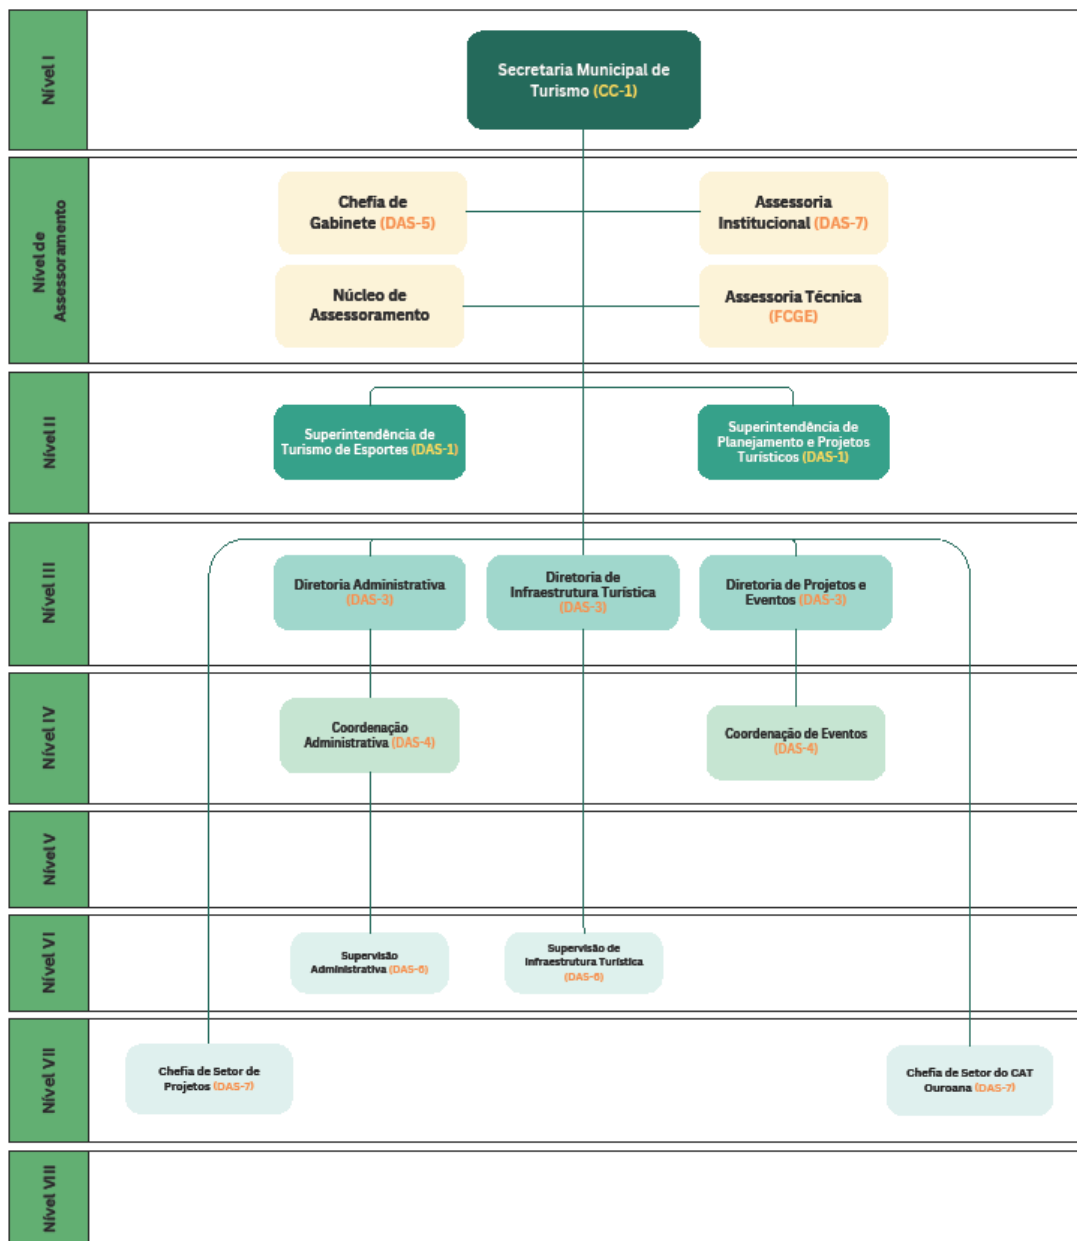 Nível I
Secretaria Municipal de
Turismo (CC-1)
Nível de
Assessoramento
Chefia de
Gabinete (DAS-5)
Assessoria
Institucional (DAS-7)
Núcleo de
Assessoramento
Assessoria Técnica
(FCGE)
Nível II
Superintendência de
Turismo de Esportes (DAS-1)
Superintendência de
Planejamento e Projetos
Turísticos (DAS-1)
Nível III
Diretoria Administrativa
(DAS-3)
Diretoria de
Infraestrutura Turística
(DAS-3)
Diretoria de Projetos e
Eventos (DAS-3)
Nível IV
Coordenação
Administrativa (DAS-4)
Coordenação de Eventos
(DAS-4)
Nível V
Nível VI
Supervisão
Administrativa (DAS-6)
Supervisão de
Infraestrutura Turística
(DAS-6)
Nível VII
Chefia de Setor de
Projetos (DAS-7)
Chefia de Setor do CAT
Ouroana (DAS-7)
Nível VIII